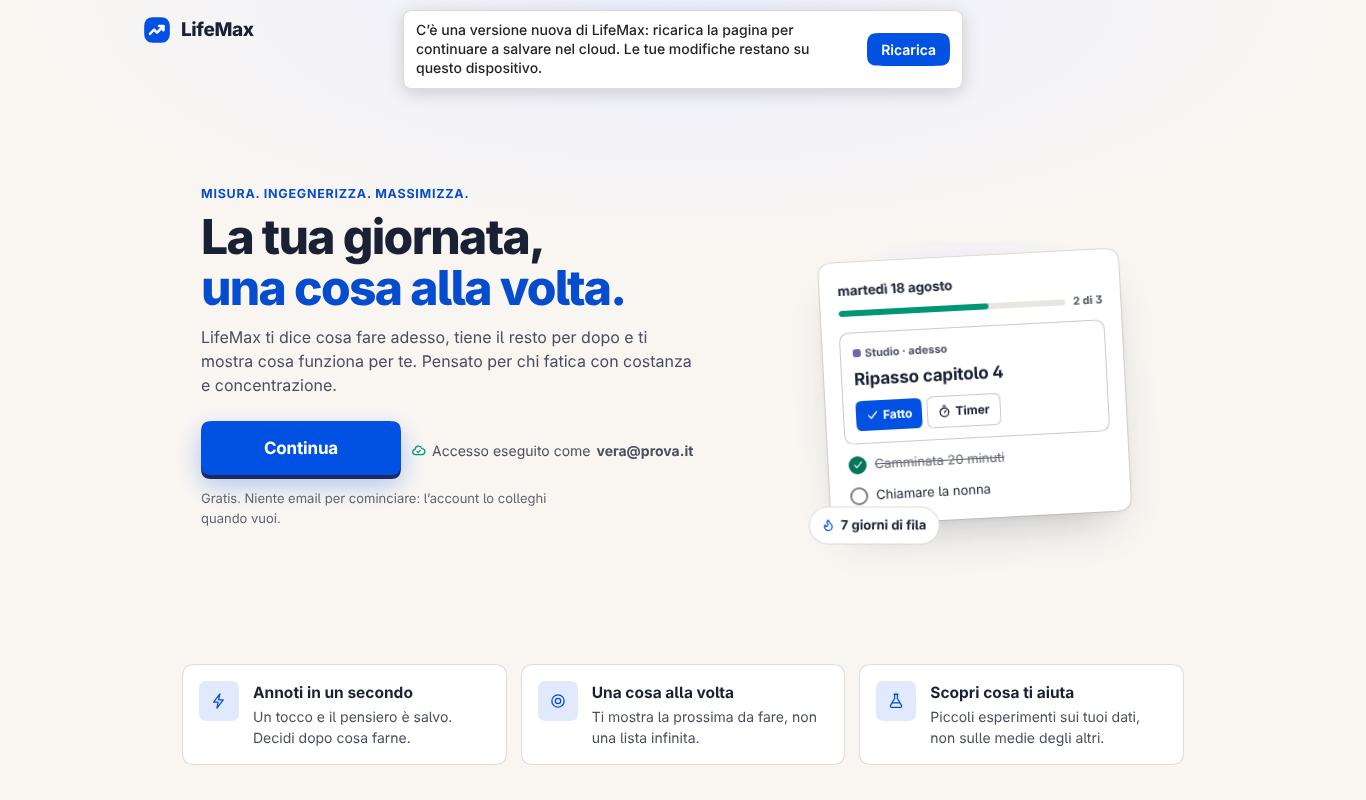 LifeMax
C’è una versione nuova di LifeMax: ricarica la pagina per
continuare a salvare nel cloud. Le tue modifiche restano su
questo dispositivo.
Ricarica
MISURA. INGEGNERIZZA. MASSIMIZZA.
La tua giornata,
una cosa alla volta.
LifeMax ti dice cosa fare adesso, tiene il resto per dopo e ti
mostra cosa funziona per te. Pensato per chi fatica con costanza
e concentrazione.
Continua
Accesso eseguito come vera@prova.it
Gratis. Niente email per cominciare: l’account lo colleghi
quando vuoi.
martedì 18 agosto
2 di 3
Studio · adesso
Ripasso capitolo 4
Fatto
Timer
Camminata 20 minuti
Chiamare la nonna
7 giorni di fila
Annoti in un secondo
Un tocco e il pensiero è salvo.
Decidi dopo cosa farne.
Una cosa alla volta
Ti mostra la prossima da fare, non
una lista infinita.
Scopri cosa ti aiuta
Piccoli esperimenti sui tuoi dati,
non sulle medie degli altri.